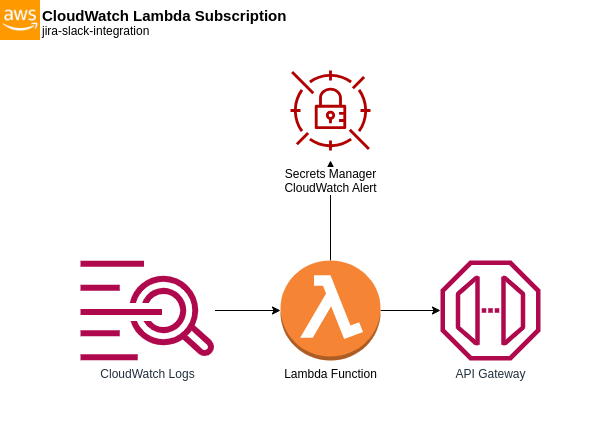 aws
CloudWatch Lambda Subscription
jira-slack-integration
Secrets Manager
CloudWatch Alert
CloudWatch Logs
Lambda Function
API Gateway